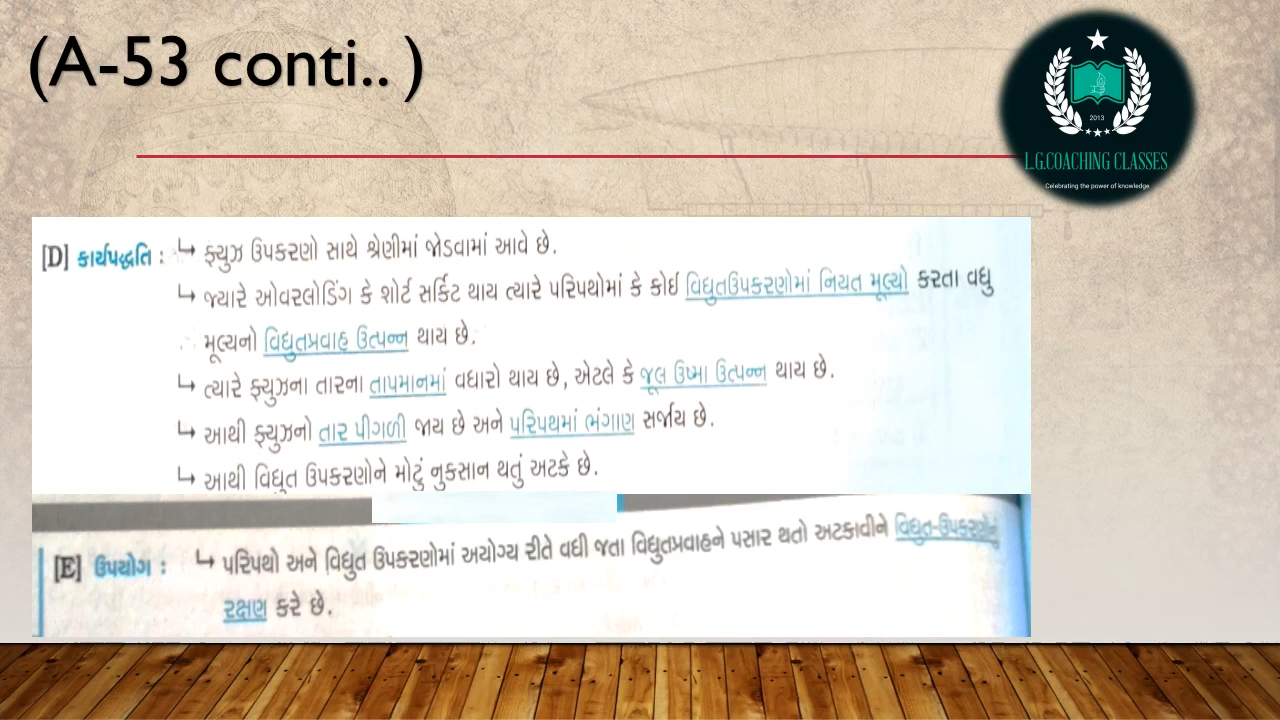 (A-53 conti.. )
2013
L.G.COACHING CLASSES
Celebrating the power of knowledge
[D] કાર્યપદ્ધતિ : ↳ ફ્યુઝ ઉપકરણો સાથે શ્રેણીમાં જોડવામાં આવે છે.
↳ જ્યારે ઓવરલોડિંગ કે શોર્ટ સર્કિટ થાય ત્યારે પરિપથોમાં કે કોઈ વિદ્યુતઉપકરણોમાં નિયત મૂલ્યો કરતા વધુ
મૂલ્યનો વિદ્યુતપ્રવાહ ઉત્પન્ન થાય છે.
↳ ત્યારે ફ્યુઝના તારના તાપમાનમાં વધારો થાય છે, એટલે કે જૂલ ઉષ્મા ઉત્પન્ન થાય છે.
↳ આથી ફ્યુઝનો તાર પીગળી જાય છે અને પરિપથમાં ભંગાણ સર્જાય છે.
↳ આથી વિદ્યુત ઉપકરણોને મોટું નુકસાન થતું અટકે છે.
[E] ઉપયોગ : ↳ પરિપથો અને વિદ્યુત ઉપકરણોમાં અયોગ્ય રીતે વધી જતા વિદ્યુતપ્રવાહને પસાર થતો અટકાવીને વિદ્યુત-ઉપકરણોનું
રક્ષણ કરે છે.